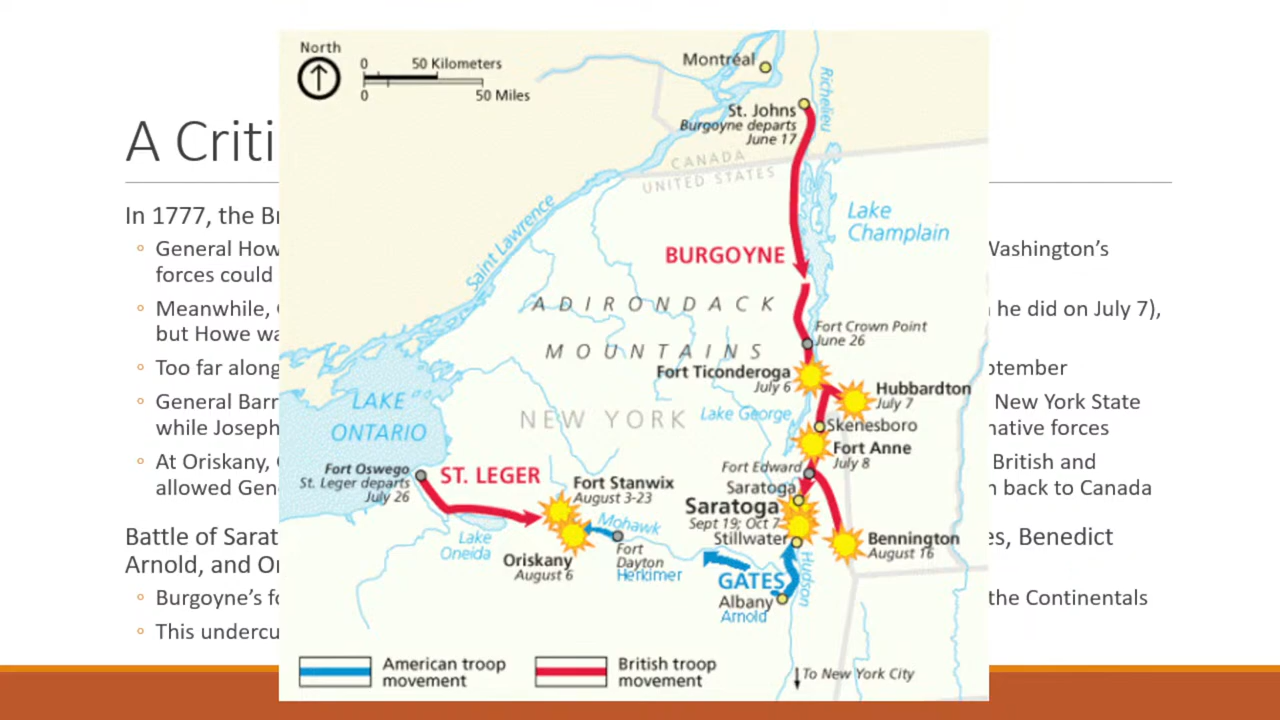 A Criti
In 1777, the Br
General How
Washington's
forces could
Meanwhile,
he did on July 7),
but Howe wa
Too far along
ptember
General Barr
New York State
while Joseph
native forces
At Oriskany,
British and
allowed Gen
back to Canada
Battle of Sarat
es, Benedict
Arnold, and
Burgoyne's fo
the Continentals
This undercu
North
0 50 Kilometers
0 50 Miles
Montréal
Richelieu
St. Johns
Burgoyne departs
June 17
CANADA
UNITED STATES
Saint Lawrence
Lake
Champlain
BURGOYNE
ADIRONDACK
MOUNTAINS
Fort Crown Point
June 26
Fort Ticonderoga
July 6
Hubbardton
July 7
LAKE
ONTARIO
NEW YORK
Lake George
Skenesboro
Fort Anne
July 8
Fort Oswego
St. Leger departs
July 26
ST. LEGER
Fort Stanwix
August 3-23
Fort Edward
Saratoga
Saratoga
Sept 19; Oct 7
Stillwater
Mohawk
Lake
Oneida
Oriskany
August 6
Fort
Dayton
Herkimer
Bennington
August 16
GATES
Hudson
Albany
Arnold
American troop
movement
British troop
movement
To New York City